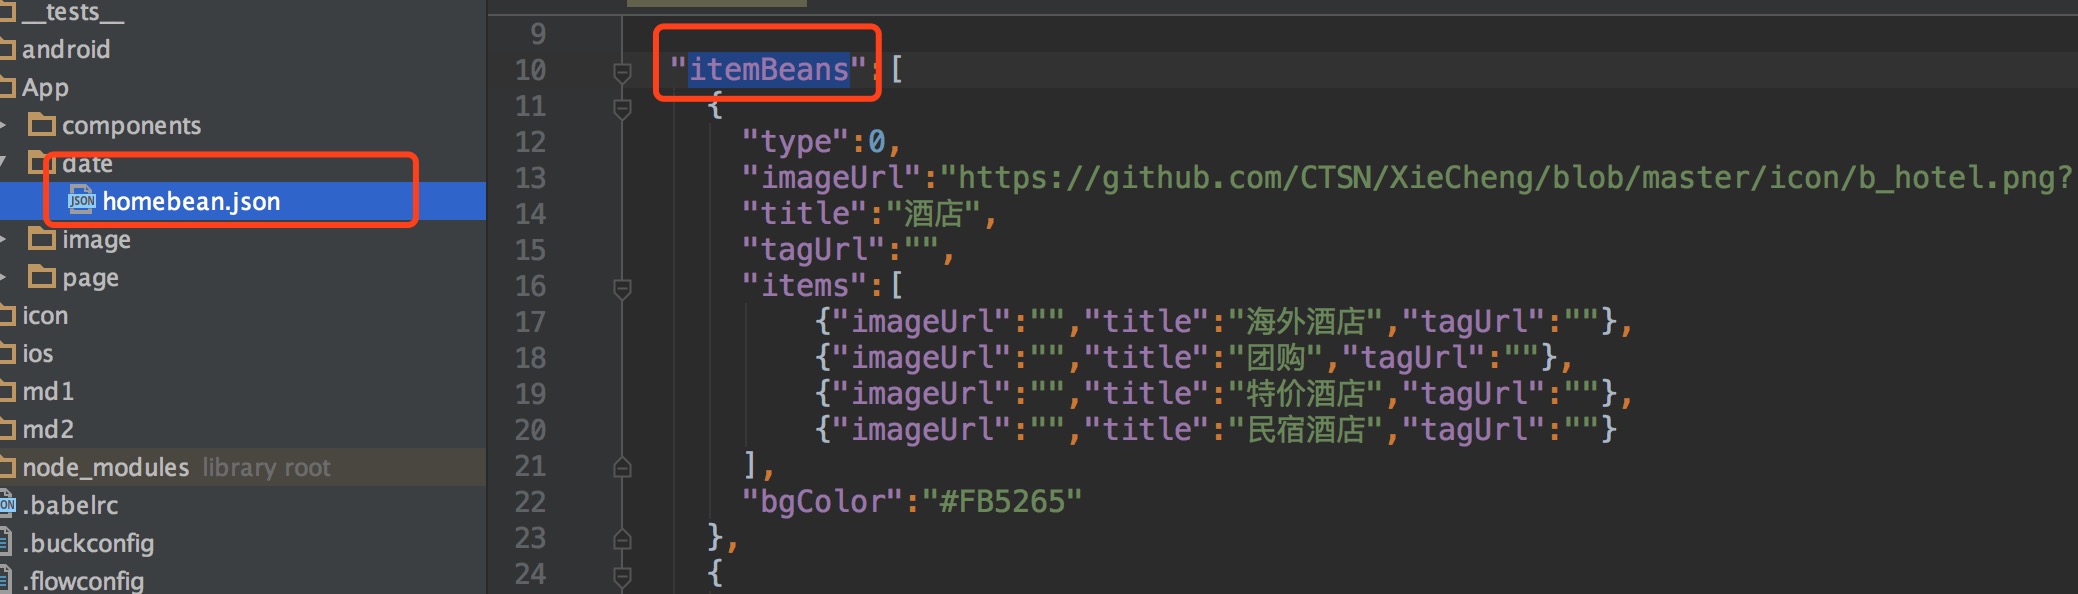 __tests__
android
App
components
date
homebean.json
image
page
icon
ios
md1
md2
node_modules library root
.babelrc
.buckconfig
.flowconfig
9
10 "itemBeans":[
11 {
12 "type":0,
13 "imageUrl":"https://github.com/CTSN/XieCheng/blob/master/icon/b_hotel.png?
14 "title":"酒店",
15 "tagUrl":"",
16 "items":[
17 {"imageUrl":"","title":"海外酒店","tagUrl":""},
18 {"imageUrl":"","title":"团购","tagUrl":""},
19 {"imageUrl":"","title":"特价酒店","tagUrl":""},
20 {"imageUrl":"","title":"民宿酒店","tagUrl":""}
21 ],
22 "bgColor":"#FB5265"
23 },
24 {